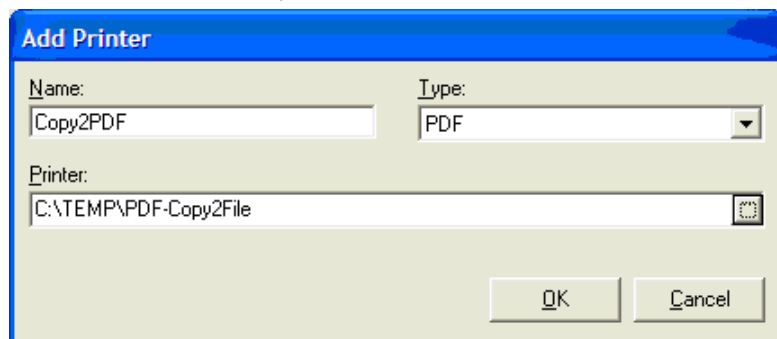 Add Printer
Name: Type:
Copy2PDF PDF
Printer:
C:\TEMP\PDF-Copy2File
OK Cancel